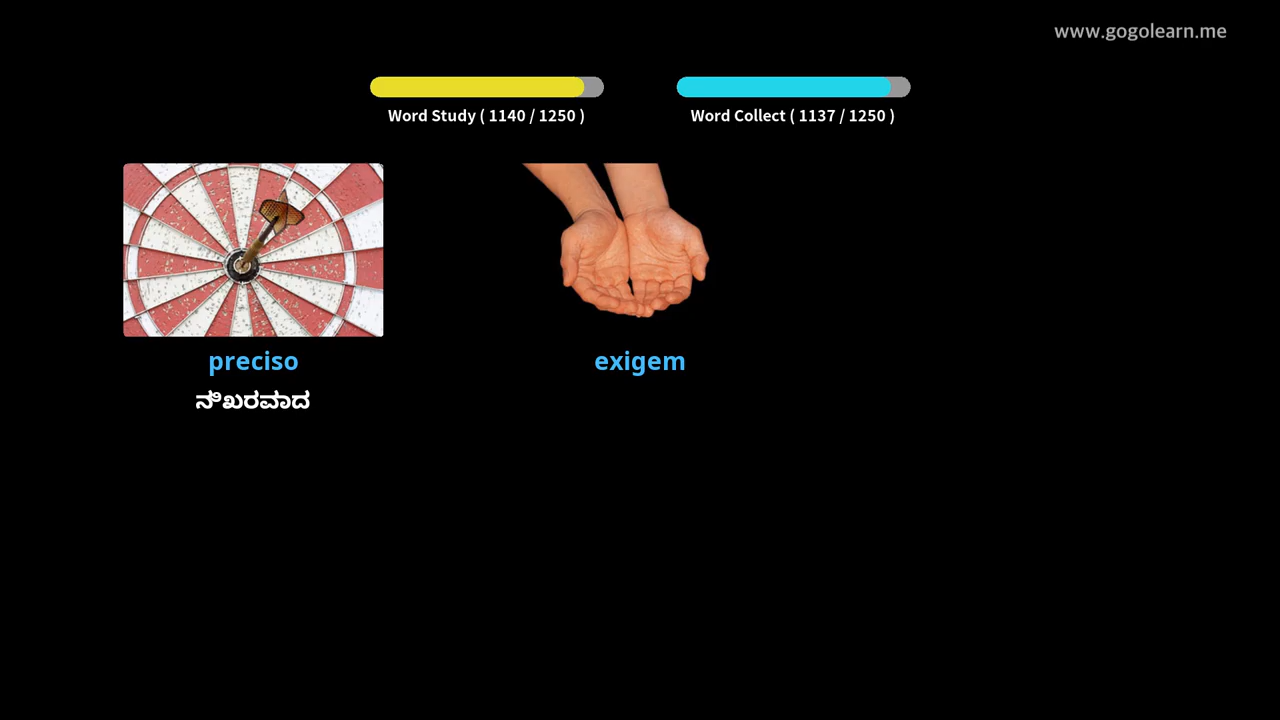 www.gogolearn.me
Word Study ( 1140 / 1250 )
Word Collect ( 1137 / 1250 )
preciso
exigem
ನಿಖರವಾದ